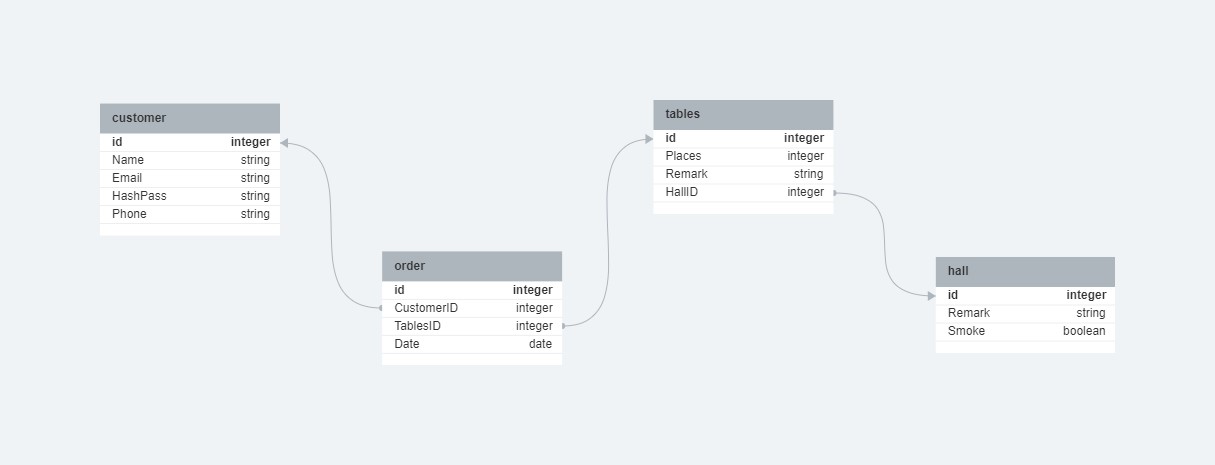 customer
id integer
Name string
Email string
HashPass string
Phone string
order
id integer
CustomerID integer
TablesID integer
Date date
tables
id integer
Places integer
Remark string
HallID integer
hall
id integer
Remark string
Smoke boolean